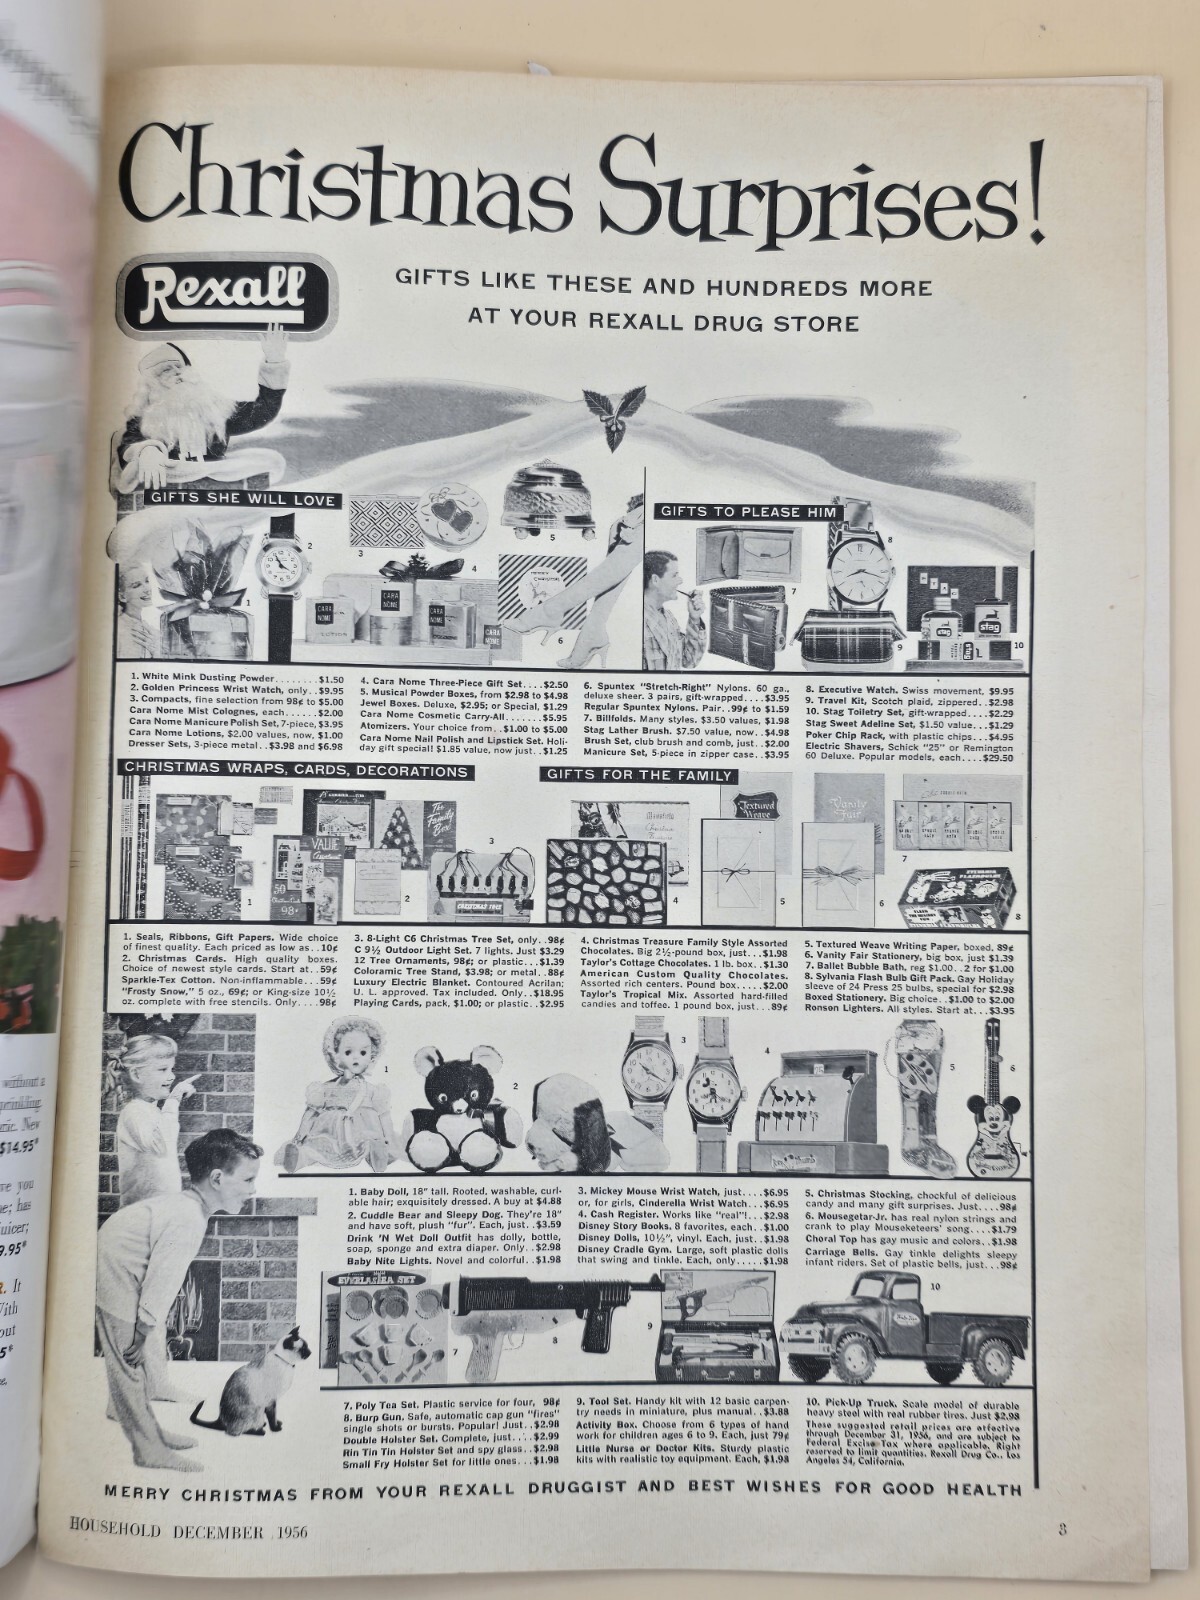 Christmas Surprises!
Rexall
GIFTS LIKE THESE AND HUNDREDS MORE
AT YOUR REXALL DRUG STORE
GIFTS SHE WILL LOVE
GIFTS TO PLEASE HIM
CARA NOME
CARA NOME
CARA NOME
CARA NOME
stag
stag
1. White Mink Dusting Powder........$1.50
2. Golden Princess Wrist Watch, only..$9.95
3. Compacts, fine selection from 98¢ to $5.00
Cara Nome Mist Colognes, each......$2.00
Cara Nome Manicure Polish Set, 7-piece, $3.95
Cara Nome Lotions, $2.00 values, now, $1.00
Dresser Sets, 3-piece metal..$3.98 and $6.98
4. Cara Nome Three-Piece Gift Set....$2.50
5. Musical Powder Boxes, from $2.98 to $4.98
Jewel Boxes. Deluxe, $2.95; or Special, $1.29
Cara Nome Cosmetic Carry-All.......$5.95
Atomizers. Your choice from..$1.00 to $5.00
Cara Nome Nail Polish and Lipstick Set. Holi-
day gift special! $1.85 value, now just..$1.25
6. Spuntex "Stretch-Right" Nylons. 60 ga.,
deluxe sheer. 3 pairs, gift-wrapped....$3.95
Regular Spuntex Nylons. Pair..99¢ to $1.59
7. Billfolds. Many styles. $3.50 values, $1.98
Stag Lather Brush. $7.50 value, now..$4.98
Brush Set, club brush and comb, just..$2.00
Manicure Set, 5-piece in zipper case..$3.95
8. Executive Watch. Swiss movement, $9.95
9. Travel Kit, Scotch plaid, zippered..$2.98
10. Stag Toiletry Set, gift-wrapped....$2.29
Stag Sweet Adeline Set, $1.50 value...$1.29
Poker Chip Rack, with plastic chips...$4.95
Electric Shavers, Schick "25" or Remington
60 Deluxe. Popular models, each....$29.50
CHRISTMAS WRAPS, CARDS, DECORATIONS
GIFTS FOR THE FAMILY
The Family Box
VALUE
50
98¢
Textured Weave
Vanity Fair
SYLVANIA FLASHBULBS
1. Seals, Ribbons, Gift Papers. Wide choice
of finest quality. Each priced as low as..10¢
2. Christmas Cards. High quality boxes.
Choice of newest style cards. Start at..59¢
Sparkle-Tex Cotton. Non-inflammable...59¢
"Frosty Snow," 5 oz., 69¢; or King-size 10½
oz. complete with free stencils. Only....98¢
3. 8-Light C6 Christmas Tree Set, only..98¢
C 9½ Outdoor Light Set. 7 lights. Just $3.29
12 Tree Ornaments, 98¢; or plastic...$1.39
Coloramic Tree Stand, $3.98; or metal..88¢
Luxury Electric Blanket. Contoured Acrilan;
U. L. approved. Tax included. Only..$18.95
Playing Cards, pack, $1.00; or plastic..$2.95
4. Christmas Treasure Family Style Assorted
Chocolates. Big 2½-pound box, just..$1.98
Taylor's Cottage Chocolates. 1 lb. box..$1.30
American Custom Quality Chocolates.
Assorted rich centers. Pound box.....$2.00
Taylor's Tropical Mix. Assorted hard-filled
candies and toffee. 1 pound box, just...89¢
5. Textured Weave Writing Paper, boxed, 89¢
6. Vanity Fair Stationery, big box, just $1.39
7. Ballet Bubble Bath, reg $1.00..2 for $1.00
8. Sylvania Flash Bulb Gift Pack. Gay Holiday
sleeve of 24 Press 25 bulbs, special for $2.98
Boxed Stationery. Big choice..$1.00 to $2.00
Ronson Lighters. All styles. Start at...$3.95
1. Baby Doll, 18" tall. Rooted, washable, curl-
able hair; exquisitely dressed. A buy at $4.88
2. Cuddle Bear and Sleepy Dog. They're 18"
and have soft, plush "fur". Each, just..$3.59
Drink 'N Wet Doll Outfit has dolly, bottle,
soap, sponge and extra diaper. Only..$2.98
Baby Nite Lights. Novel and colorful..$1.98
3. Mickey Mouse Wrist Watch, just....$6.95
or, for girls, Cinderella Wrist Watch...$6.95
4. Cash Register. Works like "real"!...$2.98
Disney Story Books. 8 favorites, each..$1.00
Disney Dolls, 10½", vinyl. Each, just..$1.98
Disney Cradle Gym. Large, soft plastic dolls
that swing and tinkle. Each, only.....$1.98
5. Christmas Stocking, chockful of delicious
candy and many gift surprises. Just....98¢
6. Mousegetar-Jr. has real nylon strings and
crank to play Mouseketeers' song....$1.79
Choral Top has gay music and colors..$1.98
Carriage Bells. Gay tinkle delights sleepy
infant riders. Set of plastic bells, just...98¢
7. Poly Tea Set. Plastic service for four, 98¢
8. Burp Gun. Safe, automatic cap gun "fires"
single shots or bursts. Popular! Just..$2.98
Double Holster Set. Complete, just....$2.99
Rin Tin Tin Holster Set and spy glass..$2.98
Small Fry Holster Set for little ones...$1.98
9. Tool Set. Handy kit with 12 basic carpen-
try needs in miniature, plus manual..$3.88
Activity Box. Choose from 6 types of hand
work for children ages 6 to 9. Each, just 79¢
Little Nurse or Doctor Kits. Sturdy plastic
kits with realistic toy equipment. Each, $1.98
10. Pick-Up Truck. Scale model of durable
heavy steel with real rubber tires. Just $2.98
These suggested retail prices are effective
through December 31, 1956, and are subject to
Federal Excise Tax where applicable. Right
reserved to limit quantities. Rexall Drug Co., Los
Angeles 54, California.
MERRY CHRISTMAS FROM YOUR REXALL DRUGGIST AND BEST WISHES FOR GOOD HEALTH
HOUSEHOLD DECEMBER 1956
3